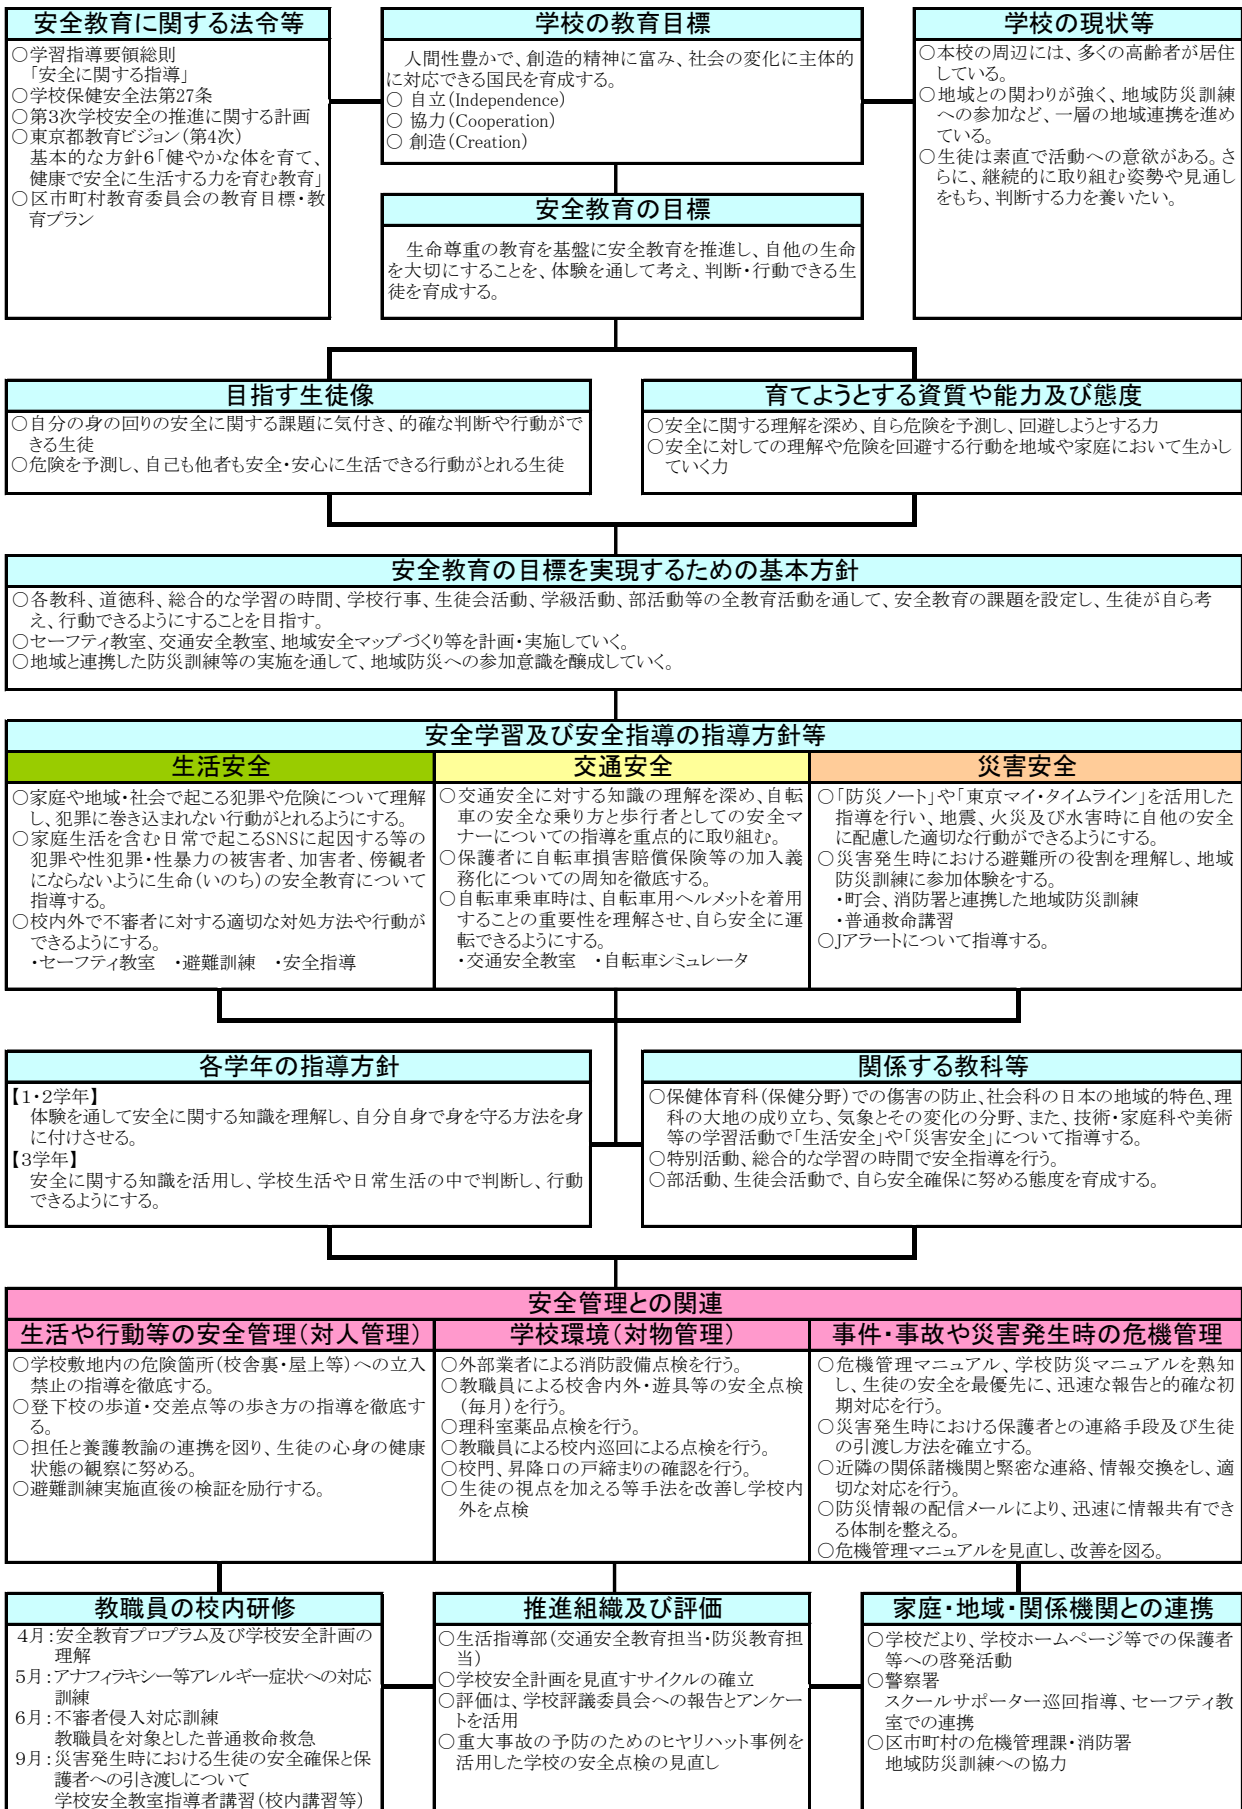 安全教育に関する法令等
○学習指導要領総則
「安全に関する指導」
○学校保健安全法第27条
○第3次学校安全の推進に関する計画
○東京都教育ビジョン(第4次)
基本的な方針6「健やかな体を育て、
健康で安全に生活する力を育む教育」
○区市町村教育委員会の教育目標・教
育プラン
学校の教育目標
人間性豊かで、創造的精神に富み、社会の変化に主体的
に対応できる国民を育成する。
○ 自立(Independence)
○ 協力(Cooperation)
○ 創造(Creation)
学校の現状等
○本校の周辺には、多くの高齢者が居住
している。
○地域との関わりが強く、地域防災訓練
への参加など、一層の地域連携を進め
ている。
○生徒は素直で活動への意欲がある。さ
らに、継続的に取り組む姿勢や見通し
をもち、判断する力を養いたい。
安全教育の目標
生命尊重の教育を基盤に安全教育を推進し、自他の生命
を大切にすることを、体験を通して考え、判断・行動できる生
徒を育成する。
目指す生徒像
○自分の身の回りの安全に関する課題に気付き、的確な判断や行動がで
きる生徒
○危険を予測し、自己も他者も安全・安心に生活できる行動がとれる生徒
育てようとする資質や能力及び態度
○安全に関する理解を深め、自ら危険を予測し、回避しようとする力
○安全に対しての理解や危険を回避する行動を地域や家庭において生かし
ていく力
安全教育の目標を実現するための基本方針
○各教科、道徳科、総合的な学習の時間、学校行事、生徒会活動、学級活動、部活動等の全教育活動を通して、安全教育の課題を設定し、生徒が自ら考
え、行動できるようにすることを目指す。
○セーフティ教室、交通安全教室、地域安全マップづくり等を計画・実施していく。
○地域と連携した防災訓練等の実施を通して、地域防災への参加意識を醸成していく。
安全学習及び安全指導の指導方針等
生活安全
○家庭や地域・社会で起こる犯罪や危険について理解
し、犯罪に巻き込まれない行動がとれるようにする。
○家庭生活を含む日常で起こるSNSに起因する等の
犯罪や性犯罪・性暴力の被害者、加害者、傍観者
にならないように生命(いのち)の安全教育について
指導する。
○校内外で不審者に対する適切な対処方法や行動が
できるようにする。
・セーフティ教室 ・避難訓練 ・安全指導
交通安全
○交通安全に対する知識の理解を深め、自転
車の安全な乗り方と歩行者としての安全マ
ナーについての指導を重点的に取り組む。
○保護者に自転車損害賠償保険等の加入義
務化についての周知を徹底する。
○自転車乗車時は、自転車用ヘルメットを着用
することの重要性を理解させ、自ら安全に運
転できるようにする。
・交通安全教室 ・自転車シミュレータ
災害安全
○「防災ノート」や「東京マイ・タイムライン」を活用した
指導を行い、地震、火災及び水害時に自他の安全
に配慮した適切な行動ができるようにする。
○災害発生時における避難所の役割を理解し、地域
防災訓練に参加体験をする。
・町会、消防署と連携した地域防災訓練
・普通救命講習
○Jアラートについて指導する。
各学年の指導方針
【1・2学年】
体験を通して安全に関する知識を理解し、自分自身で身を守る方法を身
に付けさせる。
【3学年】
安全に関する知識を活用し、学校生活や日常生活の中で判断し、行動
できるようにする。
関係する教科等
○保健体育科(保健分野)での傷害の防止、社会科の日本の地域的特色、理
科の大地の成り立ち、気象とその変化の分野、また、技術・家庭科や美術
等の学習活動で「生活安全」や「災害安全」について指導する。
○特別活動、総合的な学習の時間で安全指導を行う。
○部活動、生徒会活動で、自ら安全確保に努める態度を育成する。
安全管理との関連
生活や行動等の安全管理(対人管理)
○学校敷地内の危険箇所(校舎裏・屋上等)への立入
禁止の指導を徹底する。
○登下校の歩道・交差点等の歩き方の指導を徹底す
る。
○担任と養護教諭の連携を図り、生徒の心身の健康
状態の観察に努める。
○避難訓練実施直後の検証を励行する。
学校環境(対物管理)
○外部業者による消防設備点検を行う。
○教職員による校舎内外・遊具等の安全点検
(毎月)を行う。
○理科室薬品点検を行う。
○教職員による校内巡回による点検を行う。
○校門、昇降口の戸締まりの確認を行う。
○生徒の視点を加える等手法を改善し学校内
外を点検
事件・事故や災害発生時の危機管理
○危機管理マニュアル、学校防災マニュアルを熟知
し、生徒の安全を最優先に、迅速な報告と的確な初
期対応を行う。
○災害発生時における保護者との連絡手段及び生徒
の引渡し方法を確立する。
○近隣の関係諸機関と緊密な連絡、情報交換をし、適
切な対応を行う。
○防災情報の配信メールにより、迅速に情報共有でき
る体制を整える。
○危機管理マニュアルを見直し、改善を図る。
教職員の校内研修
4月:安全教育プロプラム及び学校安全計画の
理解
5月:アナフィラキシー等アレルギー症状への対応
訓練
6月:不審者侵入対応訓練
教職員を対象とした普通救命救急
9月:災害発生時における生徒の安全確保と保
護者への引き渡しについて
学校安全教室指導者講習(校内講習等)
推進組織及び評価
○生活指導部(交通安全教育担当・防災教育担
当)
○学校安全計画を見直すサイクルの確立
○評価は、学校評議委員会への報告とアンケー
トを活用
○重大事故の予防のためのヒヤリハット事例を
活用した学校の安全点検の見直し
家庭・地域・関係機関との連携
○学校だより、学校ホームページ等での保護者
等への啓発活動
○警察署
スクールサポーター巡回指導、セーフティ教
室での連携
○区市町村の危機管理課・消防署
地域防災訓練への協力